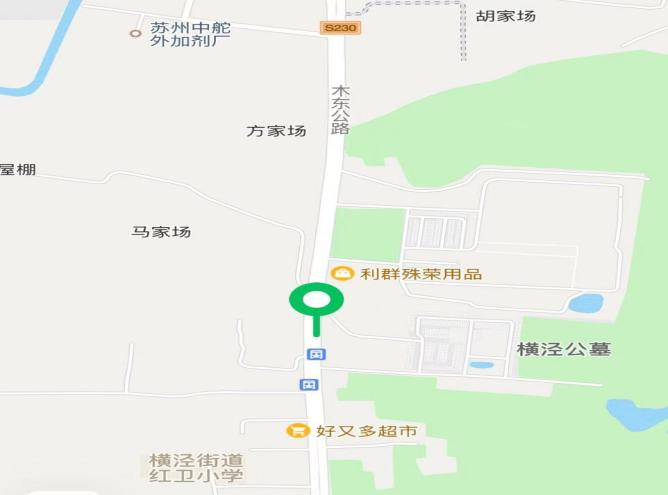 胡家场
苏州中舵
外加剂厂
S230
木东公路
方家场
屋棚
马家场
利群殊荣用品
横泾公墓
好又多超市
横泾街道
红卫小学